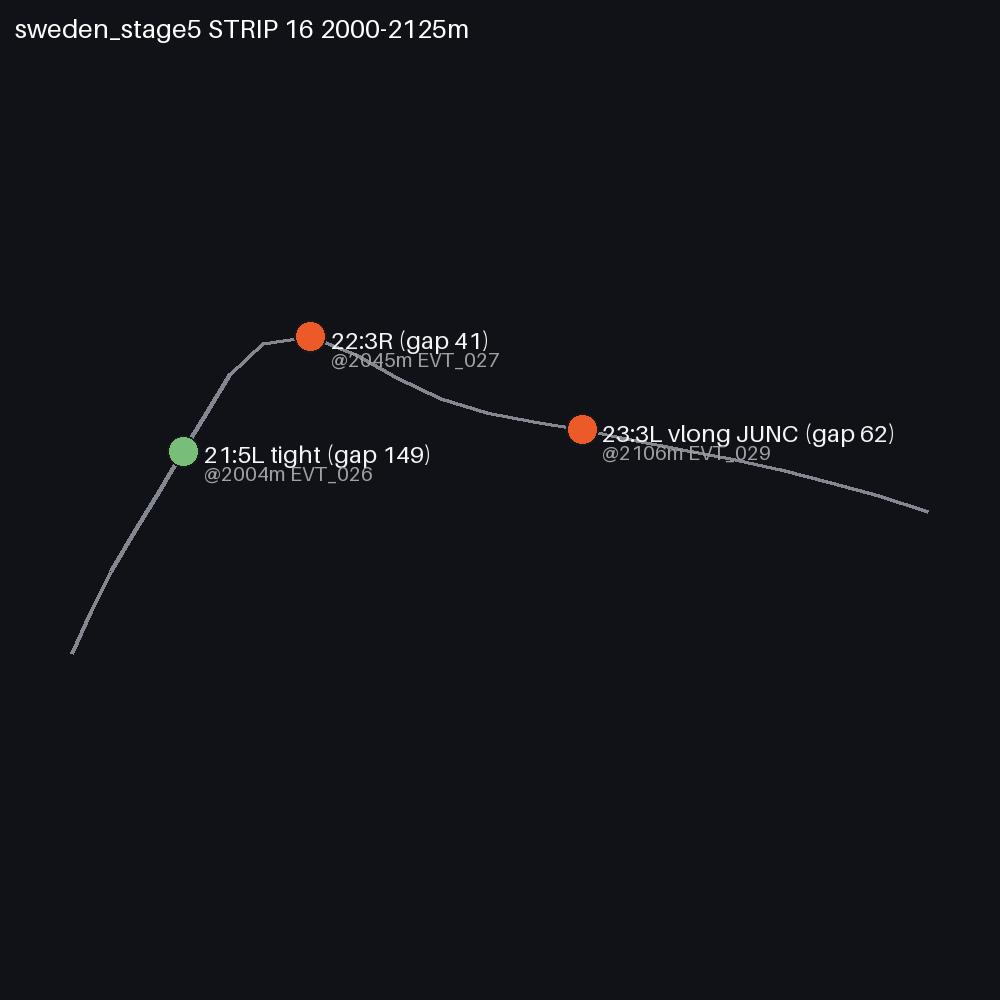 sweden_stage5 STRIP 16 2000-2125m
22:3R (gap 41)
@2045m EVT_027
23:3L vlong JUNC (gap 62)
@2106m EVT_029
21:5L tight (gap 149)
@2004m EVT_026